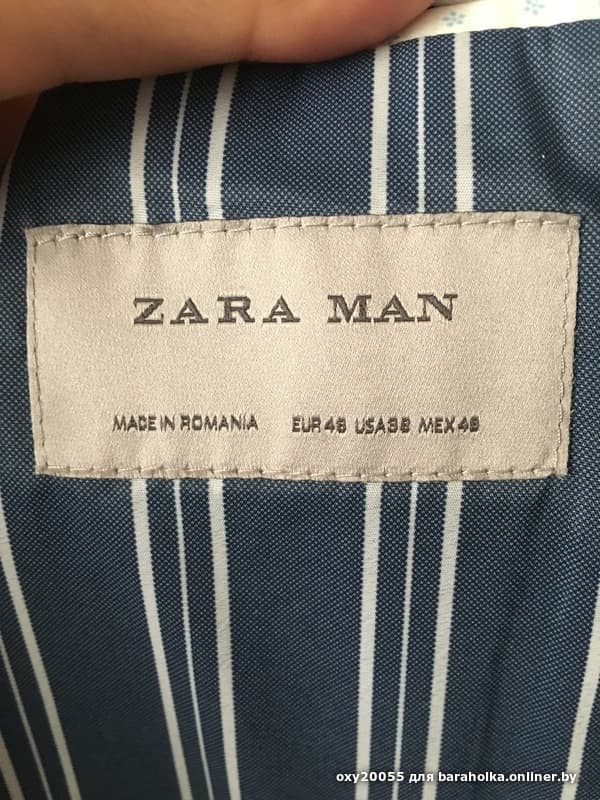 ZARA MAN
MADE IN ROMANIA EUR 48 USA 38 MEX 48
oxy20055 для baraholka.onliner.by